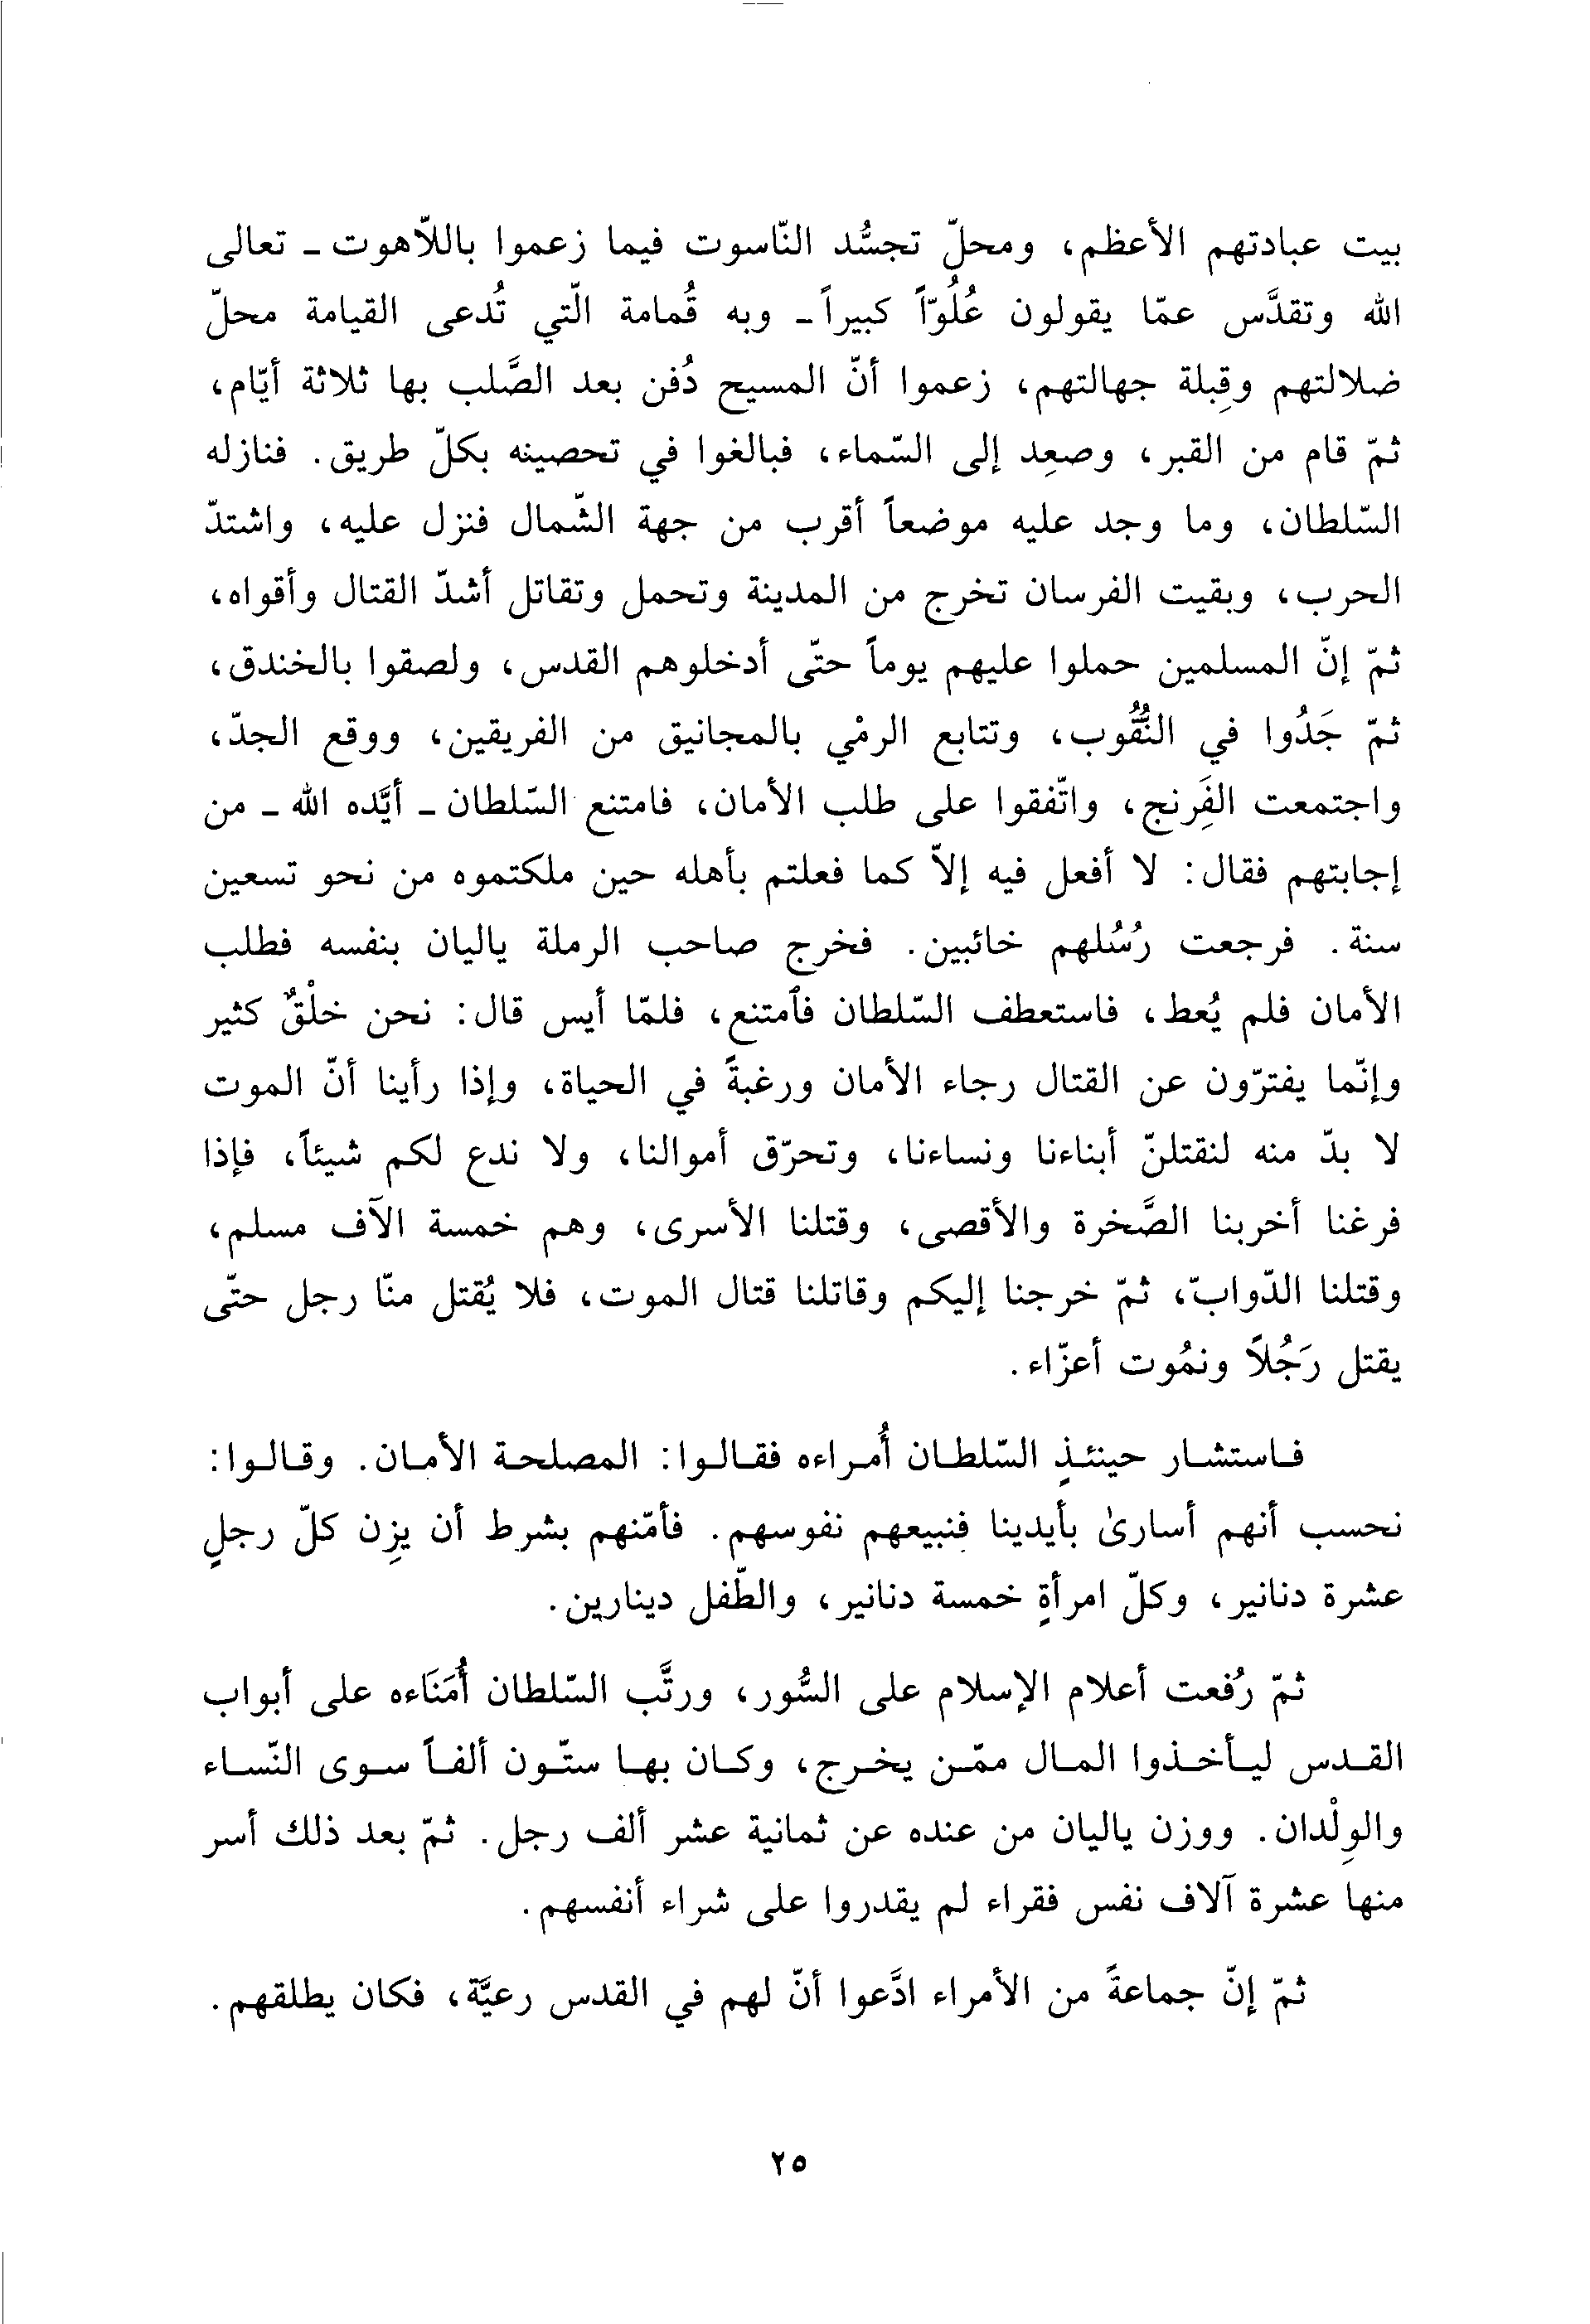 بيت عبادتهم الأعظم، ومحلّ تجسُّد النّاسوت فيما زعموا باللاّهوت ـ تعالى
الله وتقدَّس عمّا يقولون عُلُوّاً كبيراً ـ وبه قُمامة الّتي تُدعى القيامة محلّ
ضلالتهم وقِبلة جهالتهم، زعموا أنّ المسيح دُفن بعد الصَّلب بها ثلاثة أيّام،
ثمّ قام من القبر، وصعِد إلى السّماء، فبالغوا في تحصينه بكلّ طريق. فنازله
السّلطان، وما وجد عليه موضعاً أقرب من جهة الشّمال فنزل عليه، واشتدّ
الحرب، وبقيت الفرسان تخرج من المدينة وتحمل وتقاتل أشدّ القتال وأقواه،
ثمّ إنّ المسلمين حملوا عليهم يوماً حتّى أدخلوهم القدس، ولصقوا بالخندق،
ثمّ جَدُوا في النُّقُوب، وتتابع الرمْي بالمجانيق من الفريقين، ووقع الجدّ،
واجتمعت الفَرِنج، واتّفقوا على طلب الأمان، فامتنع السّلطان ـ أيَّده الله ـ من
إجابتهم فقال: لا أفعل فيه إلاّ كما فعلتم بأهله حين ملكتموه من نحو تسعين
سنة. فرجعت رُسُلهم خائبين. فخرج صاحب الرملة ياليان بنفسه فطلب
الأمان فلم يُعط، فاستعطف السّلطان فٱمتنع، فلمّا أيس قال: نحن خلْقٌ كثير
وإنّما يفترّون عن القتال رجاء الأمان ورغبةً في الحياة، وإذا رأينا أنّ الموت
لا بدّ منه لنقتلنّ أبناءنا ونساءنا، وتحرّق أموالنا، ولا ندع لكم شيئاً، فإذا
فرغنا أخربنا الصَّخرة والأقصى، وقتلنا الأسرى، وهم خمسة الآف مسلم،
وقتلنا الدّوابّ، ثمّ خرجنا إليكم وقاتلنا قتال الموت، فلا يُقتل منّا رجل حتّى
يقتل رَجُلاً ونمُوت أعزّاء.
فاستشار حينئذٍ السّلطان أُمراءه فقالوا: المصلحة الأمان. وقالوا:
نحسب أنهم أسارىٰ بأيدينا فنبيعهم نفوسهم. فأمّنهم بشرط أن يزِن كلّ رجلٍ
عشرة دنانير، وكلّ امرأةٍ خمسة دنانير، والطّفل دينارين.
ثمّ رُفعت أعلام الإسلام على السُّور، ورتَّب السّلطان أُمَنَاءه على أبواب
القدس ليأخذوا المال ممّن يخرج، وكان بها ستّون ألفاً سوى النّساء
والوِلْدان. ووزن ياليان من عنده عن ثمانية عشر ألف رجل. ثمّ بعد ذلك أسر
منها عشرة آلاف نفس فقراء لم يقدروا على شراء أنفسهم.
ثمّ إنّ جماعةً من الأمراء ادَّعوا أنّ لهم في القدس رعيَّة، فكان يطلقهم.
٢٥